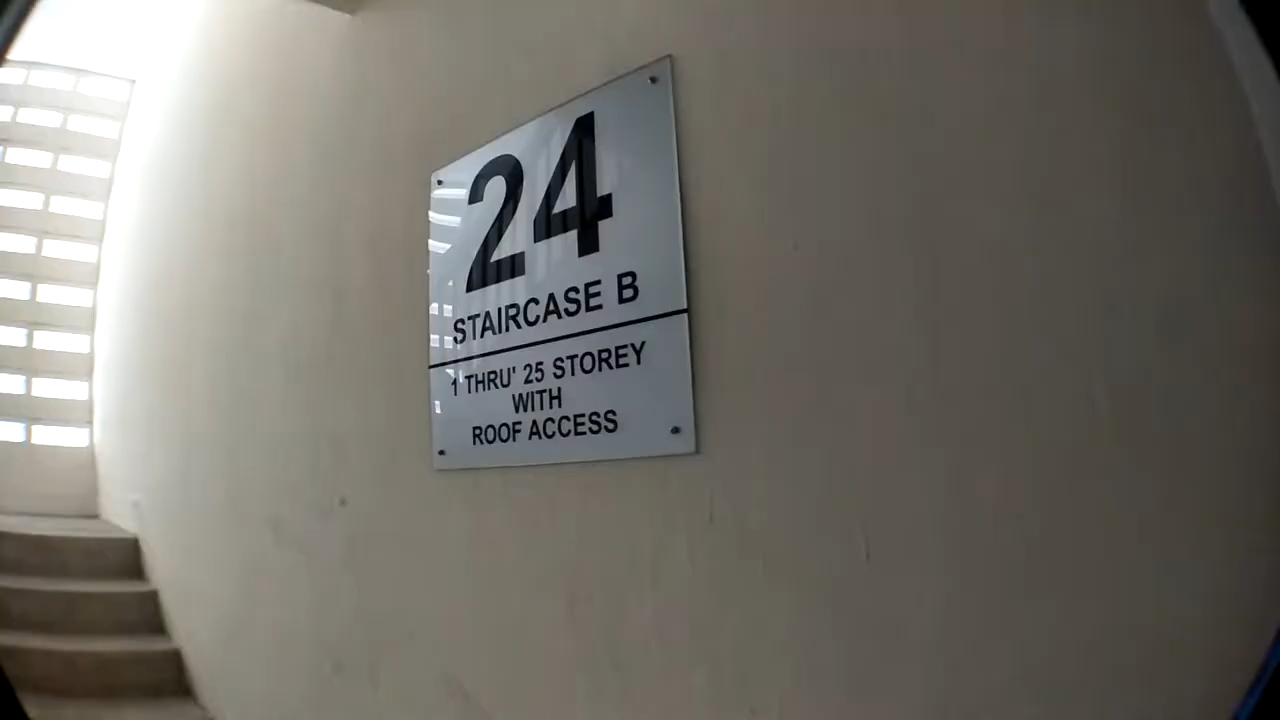 24
STAIRCASE B
1 THRU' 25 STOREY
WITH
ROOF ACCESS